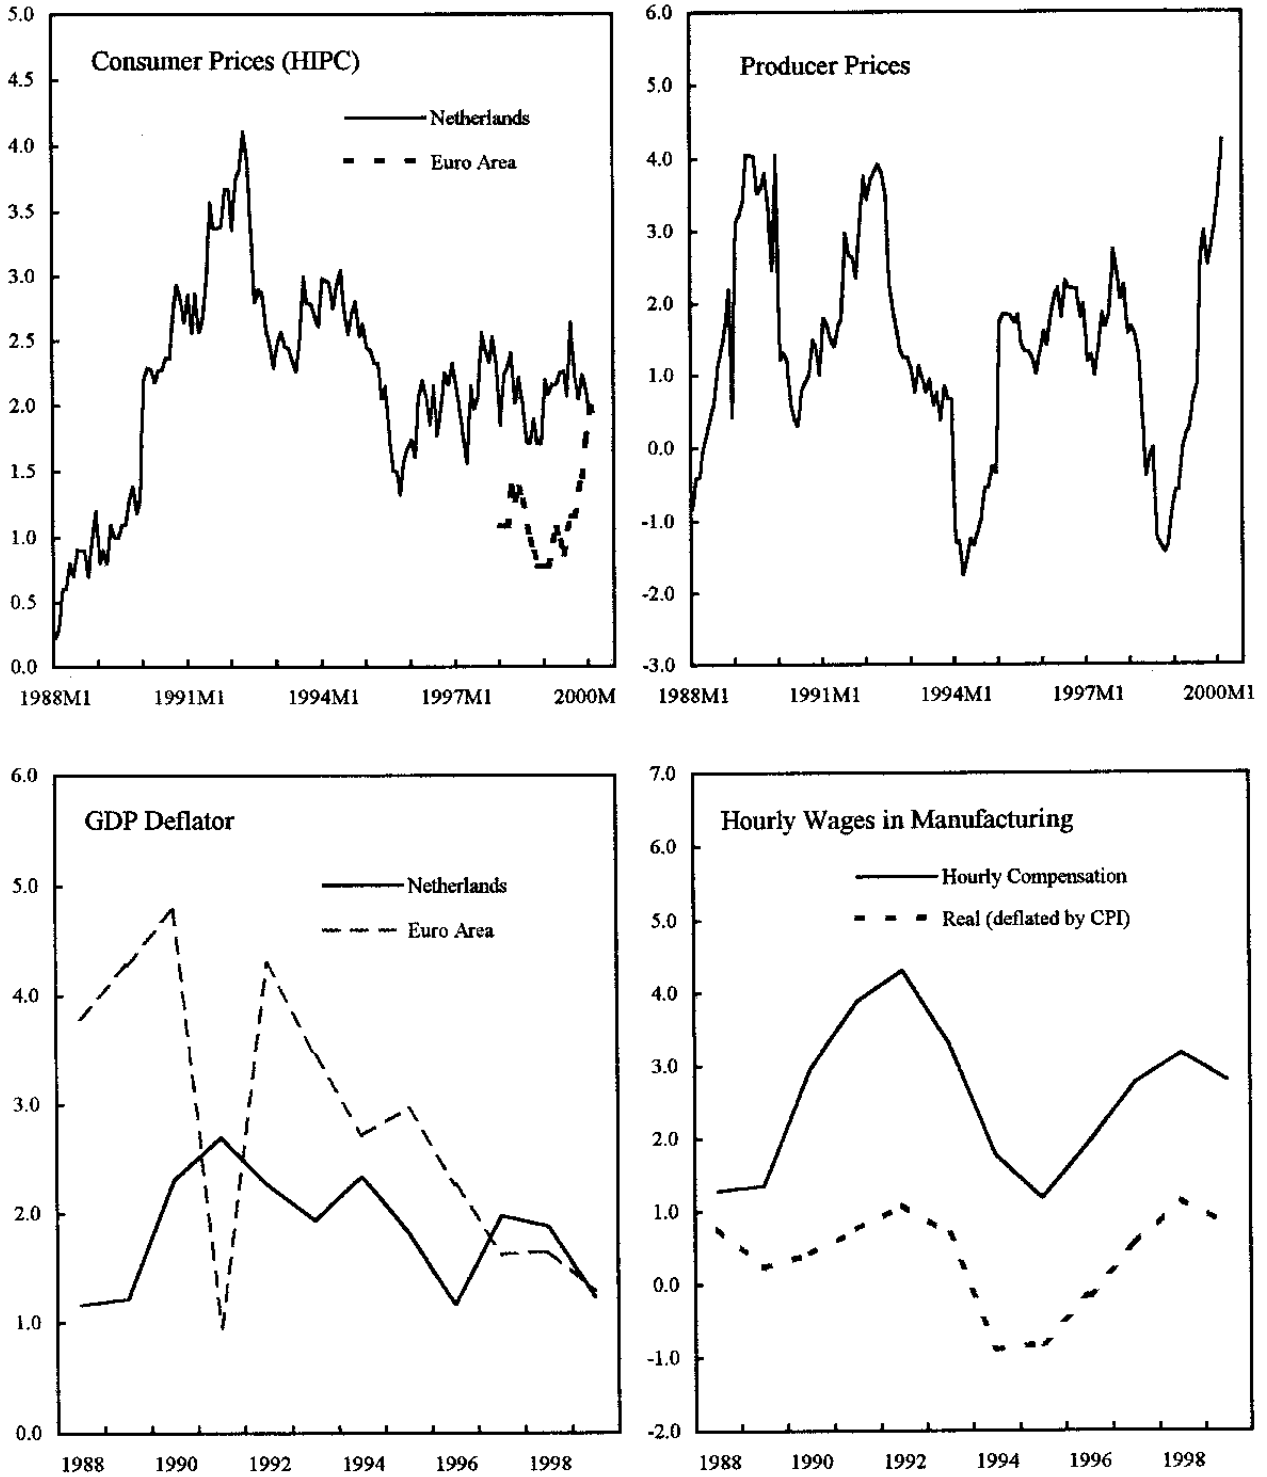 Consumer Prices (HIPC)
Netherlands
Euro Area
5.0
4.5
4.0
3.5
3.0
2.5
2.0
1.5
1.0
0.5
0.0
1988M1 1991M1 1994M1 1997M1 2000M
Producer Prices
6.0
5.0
4.0
3.0
2.0
1.0
0.0
-1.0
-2.0
-3.0
1988M1 1991M1 1994M1 1997M1 2000M1
GDP Deflator
Netherlands
Euro Area
6.0
5.0
4.0
3.0
2.0
1.0
0.0
1988 1990 1992 1994 1996 1998
Hourly Wages in Manufacturing
Hourly Compensation
Real (deflated by CPI)
7.0
6.0
5.0
4.0
3.0
2.0
1.0
0.0
-1.0
-2.0
1988 1990 1992 1994 1996 1998